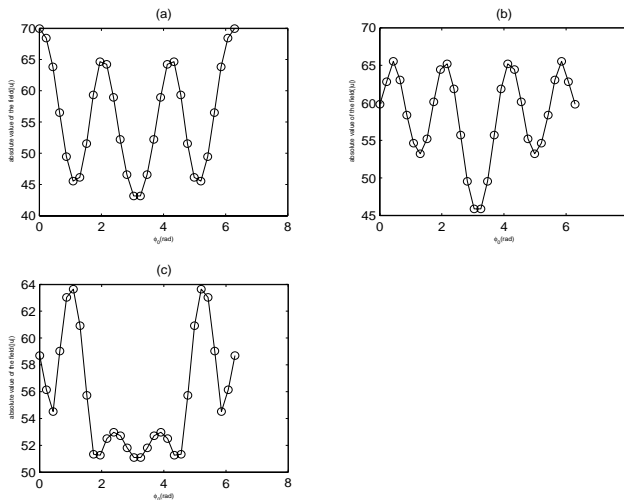 (a)
absolute value of the field(|u|)
70
65
60
55
50
45
40
0 2 4 6 8
ϕ₀(rad)
(b)
absolute value of the field(|u|)
70
65
60
55
50
45
0 2 4 6
ϕ₀(rad)
(c)
absolute value of the field(|u|)
64
62
60
58
56
54
52
50
0 2 4 6 8
ϕ₀(rad)